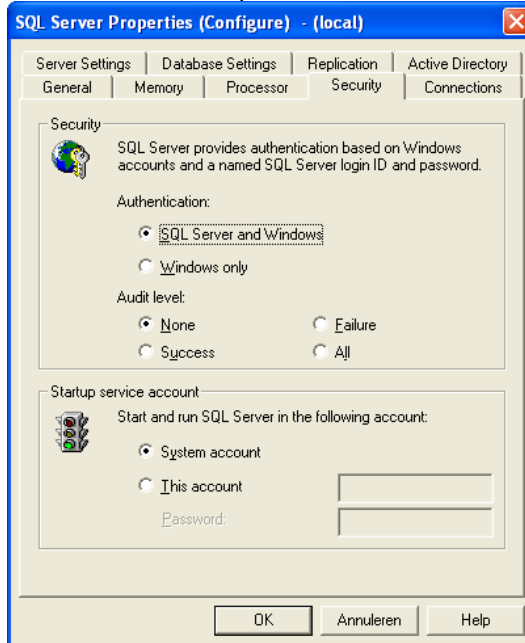 SQL Server Properties (Configure) - (local)
Server Settings Database Settings Replication Active Directory
General Memory Processor Security Connections
Security
SQL Server provides authentication based on Windows
accounts and a named SQL Server login ID and password.
Authentication:
SQL Server and Windows
Windows only
Audit level:
None Failure
Success All
Startup service account
Start and run SQL Server in the following account:
System account
This account
Password:
OK Annuleren Help